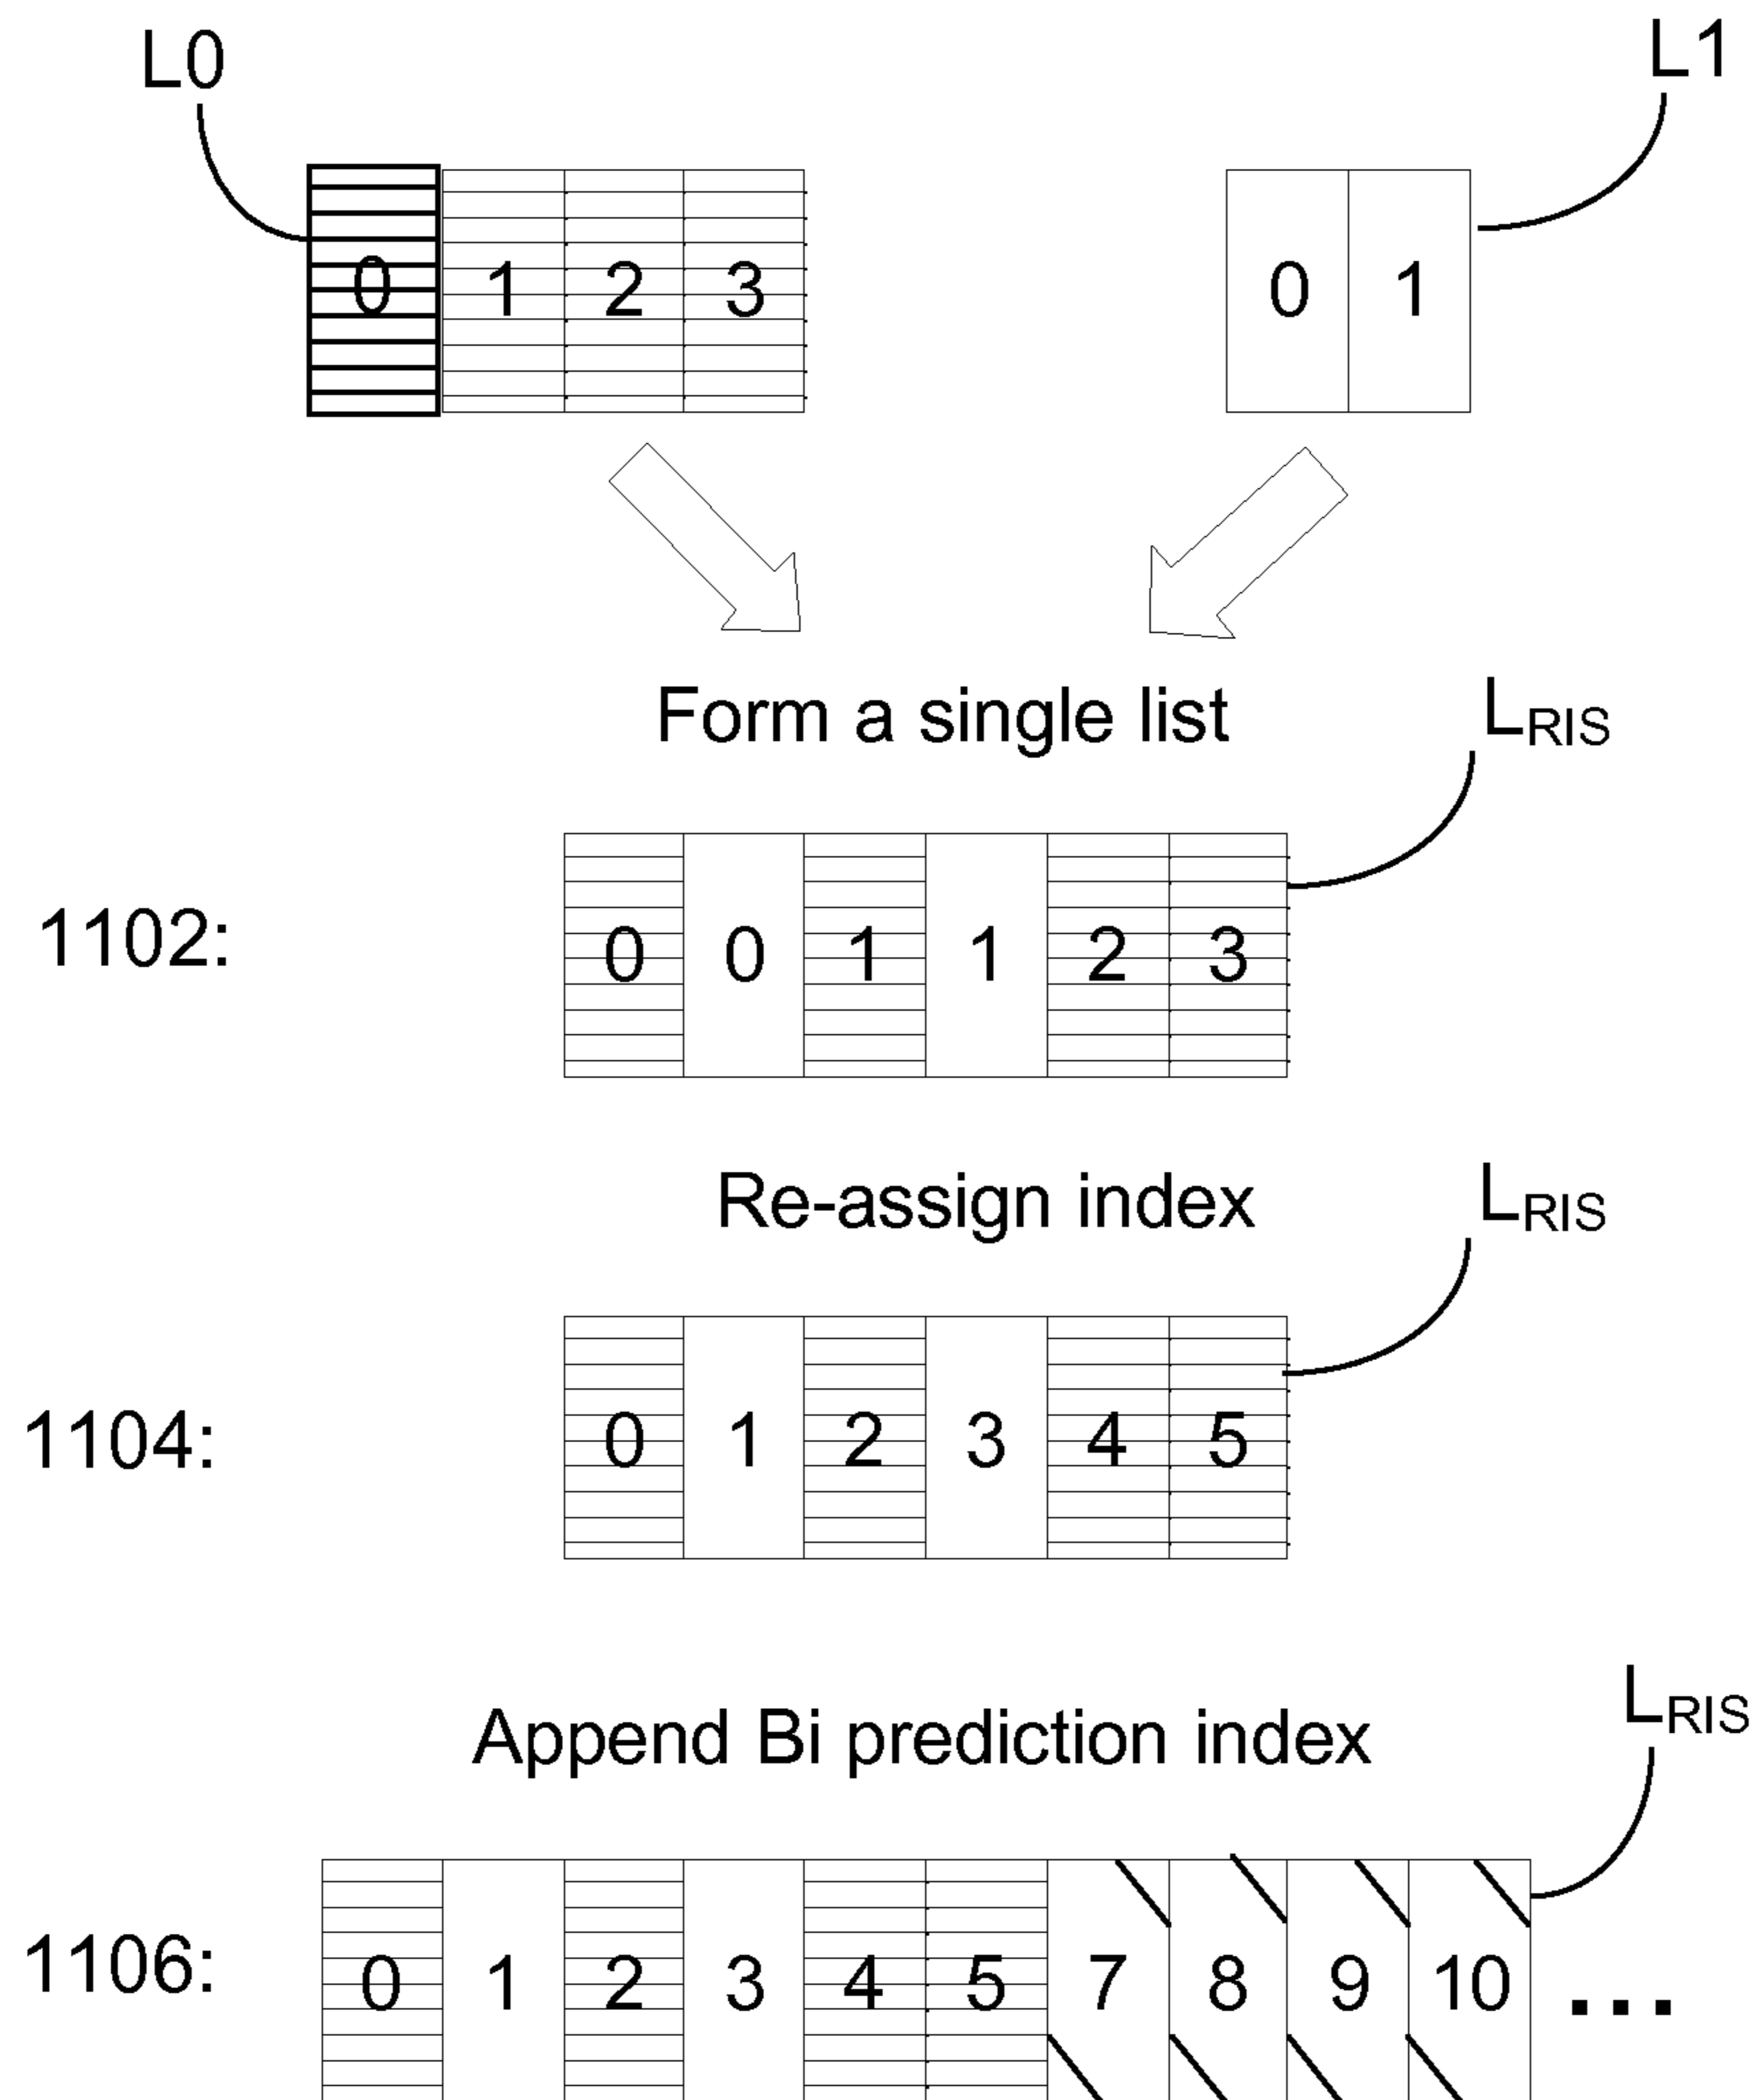 L0 L1
0 1 2 3 0 1
Form a single list LRIS
1102: 0 0 1 1 2 3
Re-assign index LRIS
1104: 0 1 2 3 4 5
Append Bi prediction index LRIS
1106: 0 1 2 3 4 5 7 8 9 10 ...